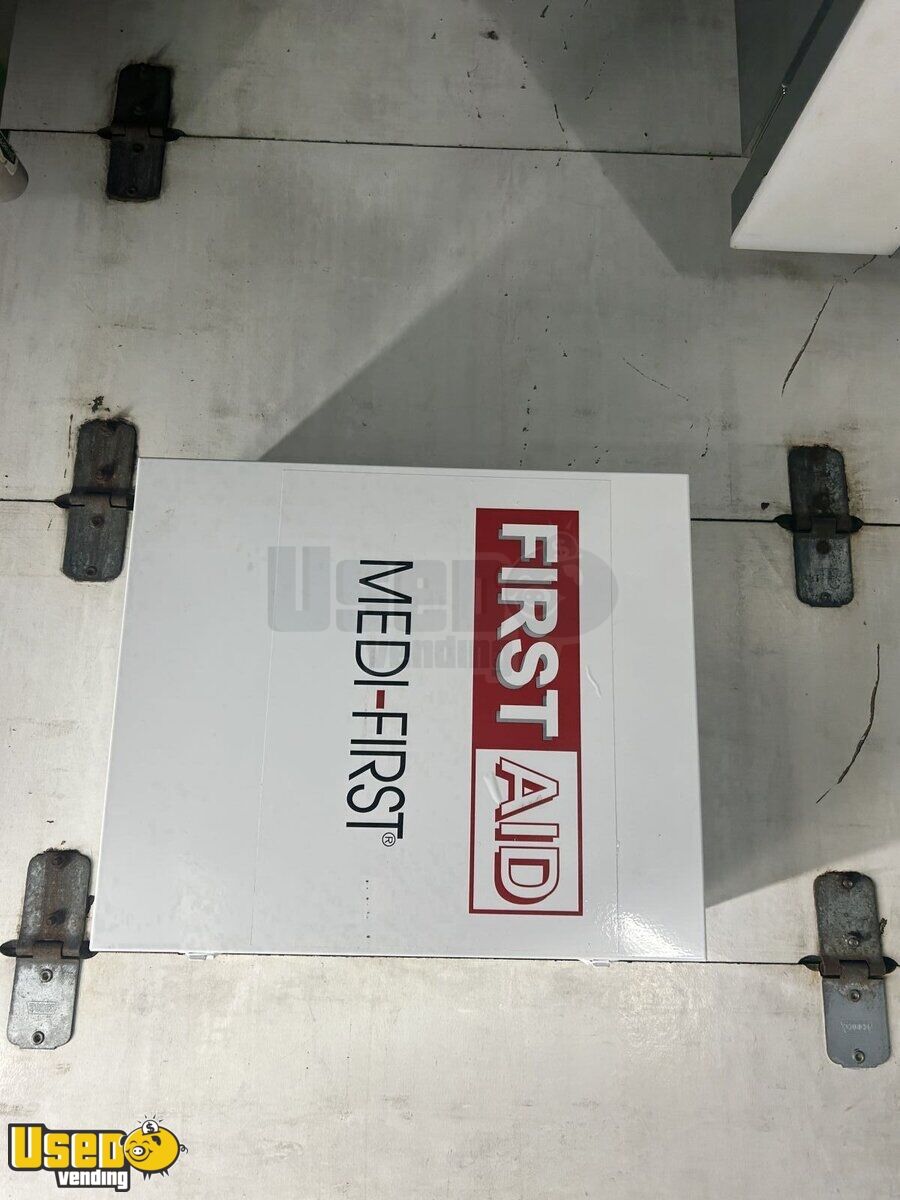 FIRST AID
MEDI-FIRST®
Used
Vending
Used
Vending